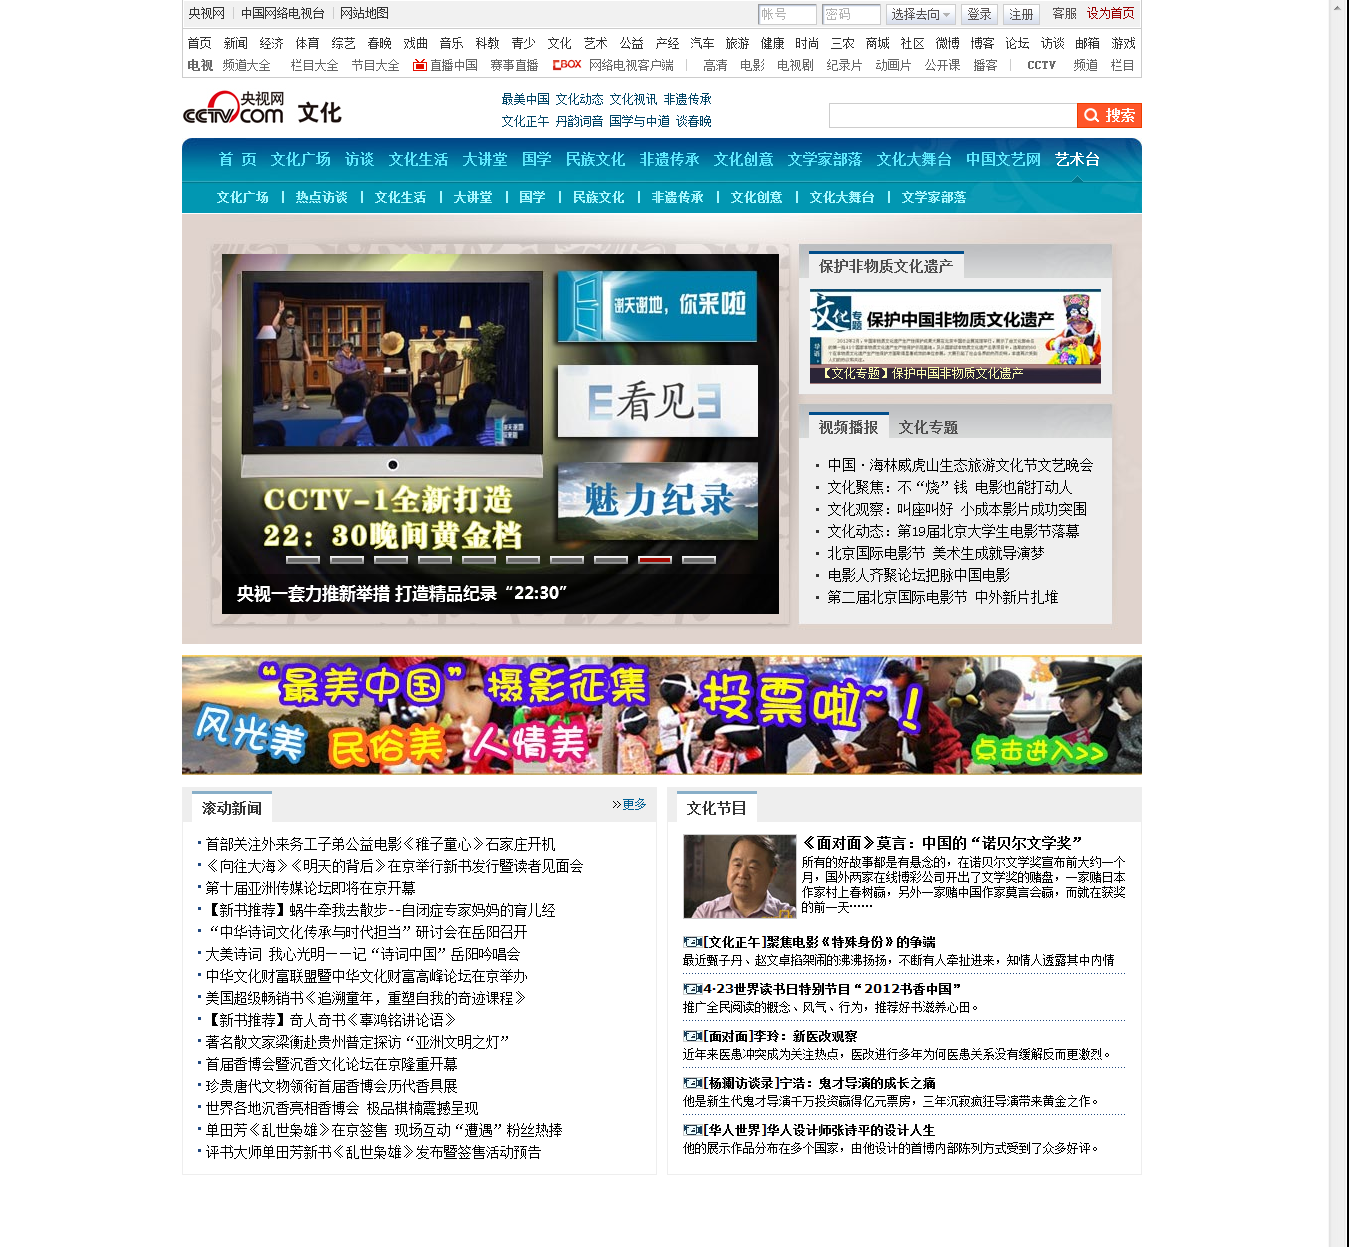 央视网 中国网络电视台 网站地图 帐号 密码 选择去向 登录 注册 客服 设为首页
首页 新闻 经济 体育 综艺 春晚 戏曲 音乐 科教 青少 文化 艺术 公益 产经 汽车 旅游 健康 时尚 三农 商城 社区 微博 博客 论坛 访谈 邮箱 游戏
电视 频道大全 栏目大全 节目大全 直播中国 赛事直播 CBOX 网络电视客户端 高清 电影 电视剧 纪录片 动画片 公开课 播客 CCTV 频道 栏目
央视网 cctv.com 文化
最美中国 文化动态 文化视讯 非遗传承
文化正午 丹韵词音 国学与中道 谈春晚
搜索
首 页 文化广场 访谈 文化生活 大讲堂 国学 民族文化 非遗传承 文化创意 文学家部落 文化大舞台 中国文艺网 艺术台
文化广场 热点访谈 文化生活 大讲堂 国学 民族文化 非遗传承 文化创意 文化大舞台 文学家部落
谢天谢地，你来啦
看见
魅力纪录
CCTV-1全新打造
22：30晚间黄金档
央视一套力推新举措 打造精品纪录“22:30”
保护非物质文化遗产
文化专题 保护中国非物质文化遗产
【文化专题】保护中国非物质文化遗产
视频播报 文化专题
中国·海林威虎山生态旅游文化节文艺晚会
文化聚焦：不“烧”钱 电影也能打动人
文化观察：叫座叫好 小成本影片成功突围
文化动态：第19届北京大学生电影节落幕
北京国际电影节 美术生成就导演梦
电影人齐聚论坛把脉中国电影
第二届北京国际电影节 中外新片扎堆
“最美中国”摄影征集 投票啦~！
风光美 民俗美 人情美
点击进入>>
滚动新闻
»更多
首部关注外来务工子弟公益电影《稚子童心》石家庄开机
《向往大海》《明天的背后》在京举行新书发行暨读者见面会
第十届亚洲传媒论坛即将在京开幕
【新书推荐】蜗牛牵我去散步--自闭症专家妈妈的育儿经
“中华诗词文化传承与时代担当”研讨会在岳阳召开
大美诗词 我心光明——记“诗词中国”岳阳吟唱会
中华文化财富联盟暨中华文化财富高峰论坛在京举办
美国超级畅销书《追溯童年，重塑自我的奇迹课程》
【新书推荐】奇人奇书《辜鸿铭讲论语》
著名散文家梁衡赴贵州普定探访“亚洲文明之灯”
首届香博会暨沉香文化论坛在京隆重开幕
珍贵唐代文物领衔首届香博会历代香具展
世界各地沉香亮相香博会 极品棋楠震撼呈现
单田芳《乱世枭雄》在京签售 现场互动“遭遇”粉丝热捧
评书大师单田芳新书《乱世枭雄》发布暨签售活动预告
文化节目
《面对面》莫言：中国的“诺贝尔文学奖”
所有的好故事都是有悬念的，在诺贝尔文学奖宣布前大约一个
月，国外两家在线博彩公司开出了文学奖的赌盘，一家赌日本
作家村上春树赢，另外一家赌中国作家莫言会赢，而就在获奖
的前一天……
[文化正午]聚焦电影《特殊身份》的争端
最近甄子丹、赵文卓掐架闹的沸沸扬扬，不断有人牵扯进来，知情人透露其中内情
4·23世界读书日特别节目“2012书香中国”
推广全民阅读的概念、风气、行为，推荐好书滋养心田。
[面对面]李玲：新医改观察
近年来医患冲突成为关注热点，医改进行多年为何医患关系没有缓解反而更激烈。
[杨澜访谈录]宁浩：鬼才导演的成长之痛
他是新生代鬼才导演千万投资赢得亿元票房，三年沉寂疯狂导演带来黄金之作。
[华人世界]华人设计师张诗平的设计人生
他的展示作品分布在多个国家，由他设计的首博内部陈列方式受到了众多好评。